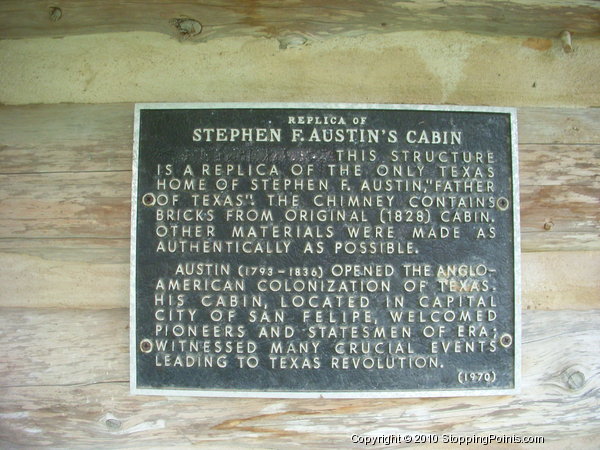 REPLICA OF
STEPHEN F. AUSTIN'S CABIN
THIS STRUCTURE
IS A REPLICA OF THE ONLY TEXAS
HOME OF STEPHEN F. AUSTIN, "FATHER
OF TEXAS". THE CHIMNEY CONTAINS
BRICKS FROM ORIGINAL (1828) CABIN.
OTHER MATERIALS WERE MADE AS
AUTHENTICALLY AS POSSIBLE.
AUSTIN (1793-1836) OPENED THE ANGLO-
AMERICAN COLONIZATION OF TEXAS.
HIS CABIN, LOCATED IN CAPITAL
CITY OF SAN FELIPE, WELCOMED
PIONEERS AND STATESMEN OF ERA;
WITNESSED MANY CRUCIAL EVENTS
LEADING TO TEXAS REVOLUTION.
(1970)
Copyright © 2010 StoppingPoints.com